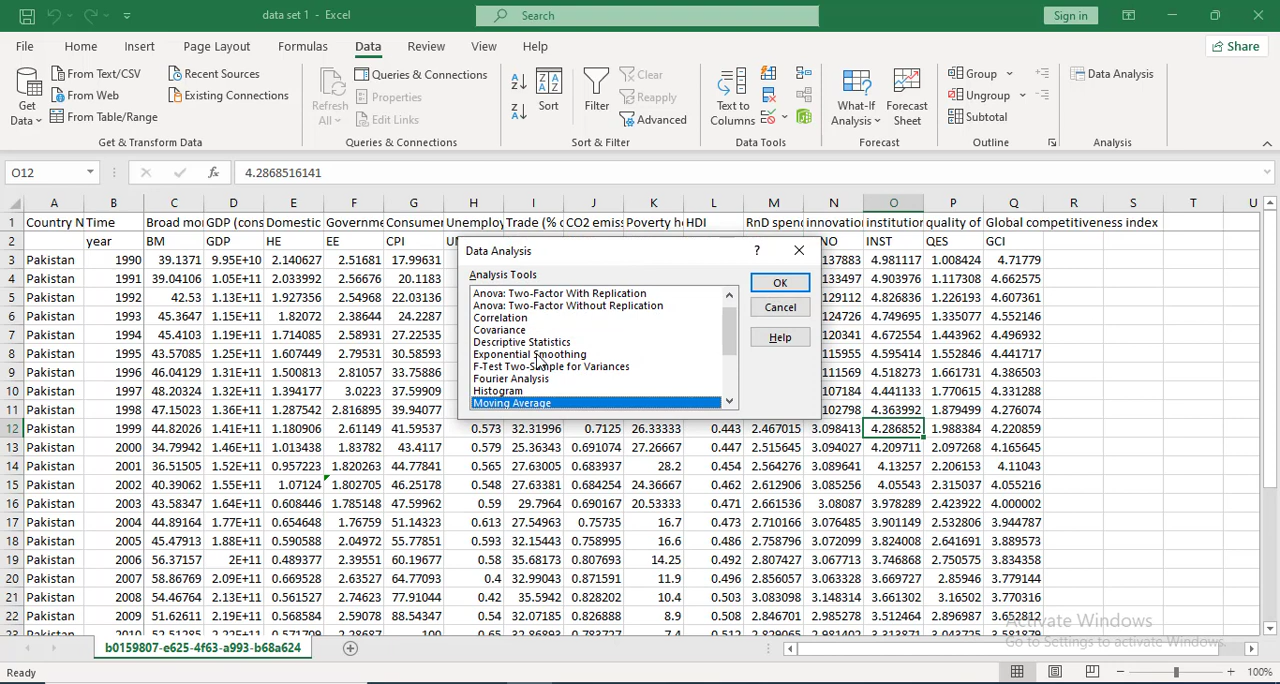 data set 1 - Excel
Search
Sign in
File Home Insert Page Layout Formulas Data Review View Help
Share
Get Data
From Text/CSV
From Web
From Table/Range
Recent Sources
Existing Connections
Get & Transform Data
Refresh All
Queries & Connections
Properties
Edit Links
Queries & Connections
Sort
Filter
Clear
Reapply
Advanced
Sort & Filter
Text to Columns
Data Tools
What-If Analysis
Forecast Sheet
Forecast
Group
Ungroup
Subtotal
Outline
Data Analysis
Analysis
O12
fx
4.2868516141
A B C D E F G H I J K L M N O P Q R S T U
1 Country N Time Broad mo GDP (cons Domestic Governme Consumer Unemploy Trade (% o CO2 emiss Poverty he HDI RnD spend innovation institution quality of Global competitiveness index
2 year BM GDP HE EE CPI NO INST QES GCI
3 Pakistan 1990 39.1371 9.95E+10 2.140627 2.51681 17.99631 137883 4.981117 1.008424 4.71779
4 Pakistan 1991 39.04106 1.05E+11 2.033992 2.56676 20.1183 133497 4.903976 1.117308 4.662575
5 Pakistan 1992 42.53 1.13E+11 1.927356 2.54968 22.03136 129112 4.826836 1.226193 4.607361
6 Pakistan 1993 45.3647 1.15E+11 1.82072 2.38644 24.2287 124726 4.749695 1.335077 4.552146
7 Pakistan 1994 45.4103 1.19E+11 1.714085 2.58931 27.22535 120341 4.672554 1.443962 4.496932
8 Pakistan 1995 43.57085 1.25E+11 1.607449 2.79531 30.58593 115955 4.595414 1.552846 4.441717
9 Pakistan 1996 46.04129 1.31E+11 1.500813 2.81057 33.75886 111569 4.518273 1.661731 4.386503
10 Pakistan 1997 48.20324 1.32E+11 1.394177 3.0223 37.59909 107184 4.441133 1.770615 4.331288
11 Pakistan 1998 47.15023 1.36E+11 1.287542 2.816895 39.94077 102798 4.363992 1.879499 4.276074
12 Pakistan 1999 44.82026 1.41E+11 1.180906 2.61149 41.59537 0.573 32.31996 0.7125 26.33333 0.443 2.467015 3.098413 4.286852 1.988384 4.220859
13 Pakistan 2000 34.79942 1.46E+11 1.013438 1.83782 43.4117 0.579 25.36343 0.691074 27.26667 0.447 2.515645 3.094027 4.209711 2.097268 4.165645
14 Pakistan 2001 36.51505 1.52E+11 0.957223 1.820263 44.77841 0.565 27.63005 0.683937 28.2 0.454 2.564276 3.089641 4.13257 2.206153 4.11043
15 Pakistan 2002 40.39062 1.55E+11 1.07124 1.802705 46.25178 0.548 27.63381 0.684254 24.36667 0.462 2.612906 3.085256 4.05543 2.315037 4.055216
16 Pakistan 2003 43.58347 1.64E+11 0.608446 1.785148 47.59962 0.59 29.7964 0.690167 20.53333 0.471 2.661536 3.08087 3.978289 2.423922 4.000002
17 Pakistan 2004 44.89164 1.77E+11 0.654648 1.76759 51.14323 0.613 27.54963 0.75735 16.7 0.473 2.710166 3.076485 3.901149 2.532806 3.944787
18 Pakistan 2005 45.47913 1.88E+11 0.590588 2.04972 55.77851 0.593 32.15443 0.758995 16.6 0.486 2.758796 3.072099 3.824008 2.641691 3.889573
19 Pakistan 2006 56.37157 2E+11 0.489377 2.39551 60.19677 0.58 35.68173 0.807693 14.25 0.492 2.807427 3.067713 3.746868 2.750575 3.834358
20 Pakistan 2007 58.86769 2.09E+11 0.669528 2.63527 64.77093 0.4 32.99043 0.871591 11.9 0.496 2.856057 3.063328 3.669727 2.85946 3.779144
21 Pakistan 2008 54.46764 2.13E+11 0.561527 2.74623 77.91044 0.42 35.5942 0.828202 10.4 0.503 3.083098 3.148314 3.661302 3.16502 3.770316
22 Pakistan 2009 51.62611 2.19E+11 0.568584 2.59078 88.54347 0.54 32.07185 0.826888 8.9 0.508 2.846701 2.985278 3.512464 2.896987 3.652812
Data Analysis
?
Analysis Tools
Anova: Two-Factor With Replication
Anova: Two-Factor Without Replication
Correlation
Covariance
Descriptive Statistics
Exponential Smoothing
F-Test Two-Sample for Variances
Fourier Analysis
Histogram
Moving Average
OK
Cancel
Help
Activate Windows
Go to Settings to activate Windows.
b0159807-e625-4f63-a993-b68a624
Ready
100%